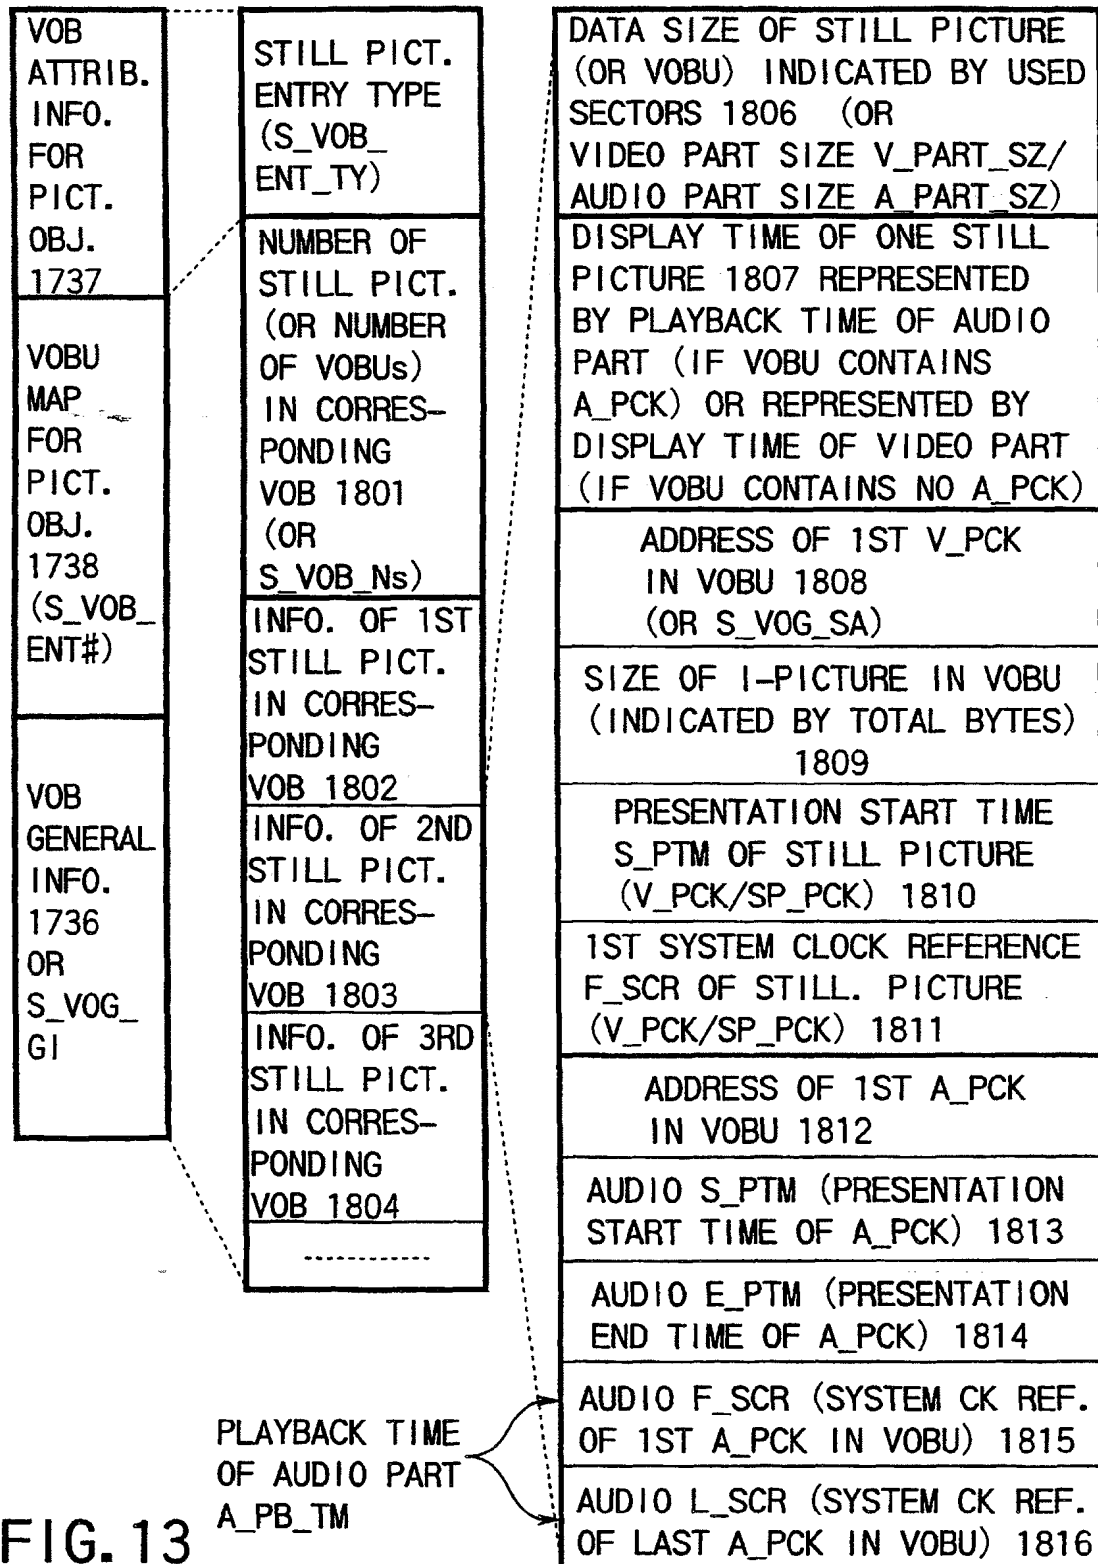 VOB
ATTRIB.
INFO.
FOR
PICT.
OBJ.
1737
VOBU
MAP
FOR
PICT.
OBJ.
1738
(S_VOB_
ENT#)
VOB
GENERAL
INFO.
1736
OR
S_VOG_
GI
STILL PICT.
ENTRY TYPE
(S_VOB_
ENT_TY)
NUMBER OF
STILL PICT.
(OR NUMBER
OF VOBUs)
IN CORRES-
PONDING
VOB 1801
(OR
S_VOB_Ns)
INFO. OF 1ST
STILL PICT.
IN CORRES-
PONDING
VOB 1802
INFO. OF 2ND
STILL PICT.
IN CORRES-
PONDING
VOB 1803
INFO. OF 3RD
STILL PICT.
IN CORRES-
PONDING
VOB 1804
DATA SIZE OF STILL PICTURE
(OR VOBU) INDICATED BY USED
SECTORS 1806 (OR
VIDEO PART SIZE V_PART_SZ/
AUDIO PART SIZE A_PART_SZ)
DISPLAY TIME OF ONE STILL
PICTURE 1807 REPRESENTED
BY PLAYBACK TIME OF AUDIO
PART (IF VOBU CONTAINS
A_PCK) OR REPRESENTED BY
DISPLAY TIME OF VIDEO PART
(IF VOBU CONTAINS NO A_PCK)
ADDRESS OF 1ST V_PCK
IN VOBU 1808
(OR S_VOG_SA)
SIZE OF I-PICTURE IN VOBU
(INDICATED BY TOTAL BYTES)
1809
PRESENTATION START TIME
S_PTM OF STILL PICTURE
(V_PCK/SP_PCK) 1810
1ST SYSTEM CLOCK REFERENCE
F_SCR OF STILL. PICTURE
(V_PCK/SP_PCK) 1811
ADDRESS OF 1ST A_PCK
IN VOBU 1812
AUDIO S_PTM (PRESENTATION
START TIME OF A_PCK) 1813
AUDIO E_PTM (PRESENTATION
END TIME OF A_PCK) 1814
AUDIO F_SCR (SYSTEM CK REF.
OF 1ST A_PCK IN VOBU) 1815
AUDIO L_SCR (SYSTEM CK REF.
OF LAST A_PCK IN VOBU) 1816
PLAYBACK TIME
OF AUDIO PART
A_PB_TM
FIG. 13